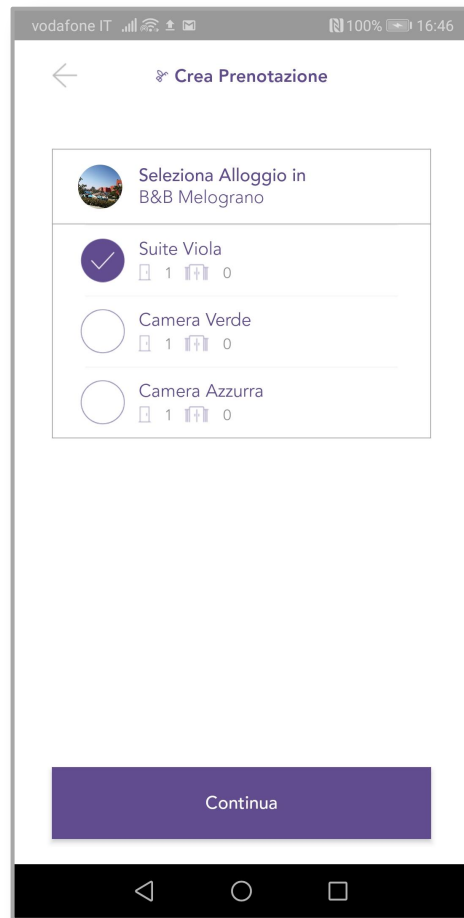 vodafone IT 100% 16:46
Crea Prenotazione
Seleziona Alloggio in
B&B Melograno
Suite Viola
1 0
Camera Verde
1 0
Camera Azzurra
1 0
Continua